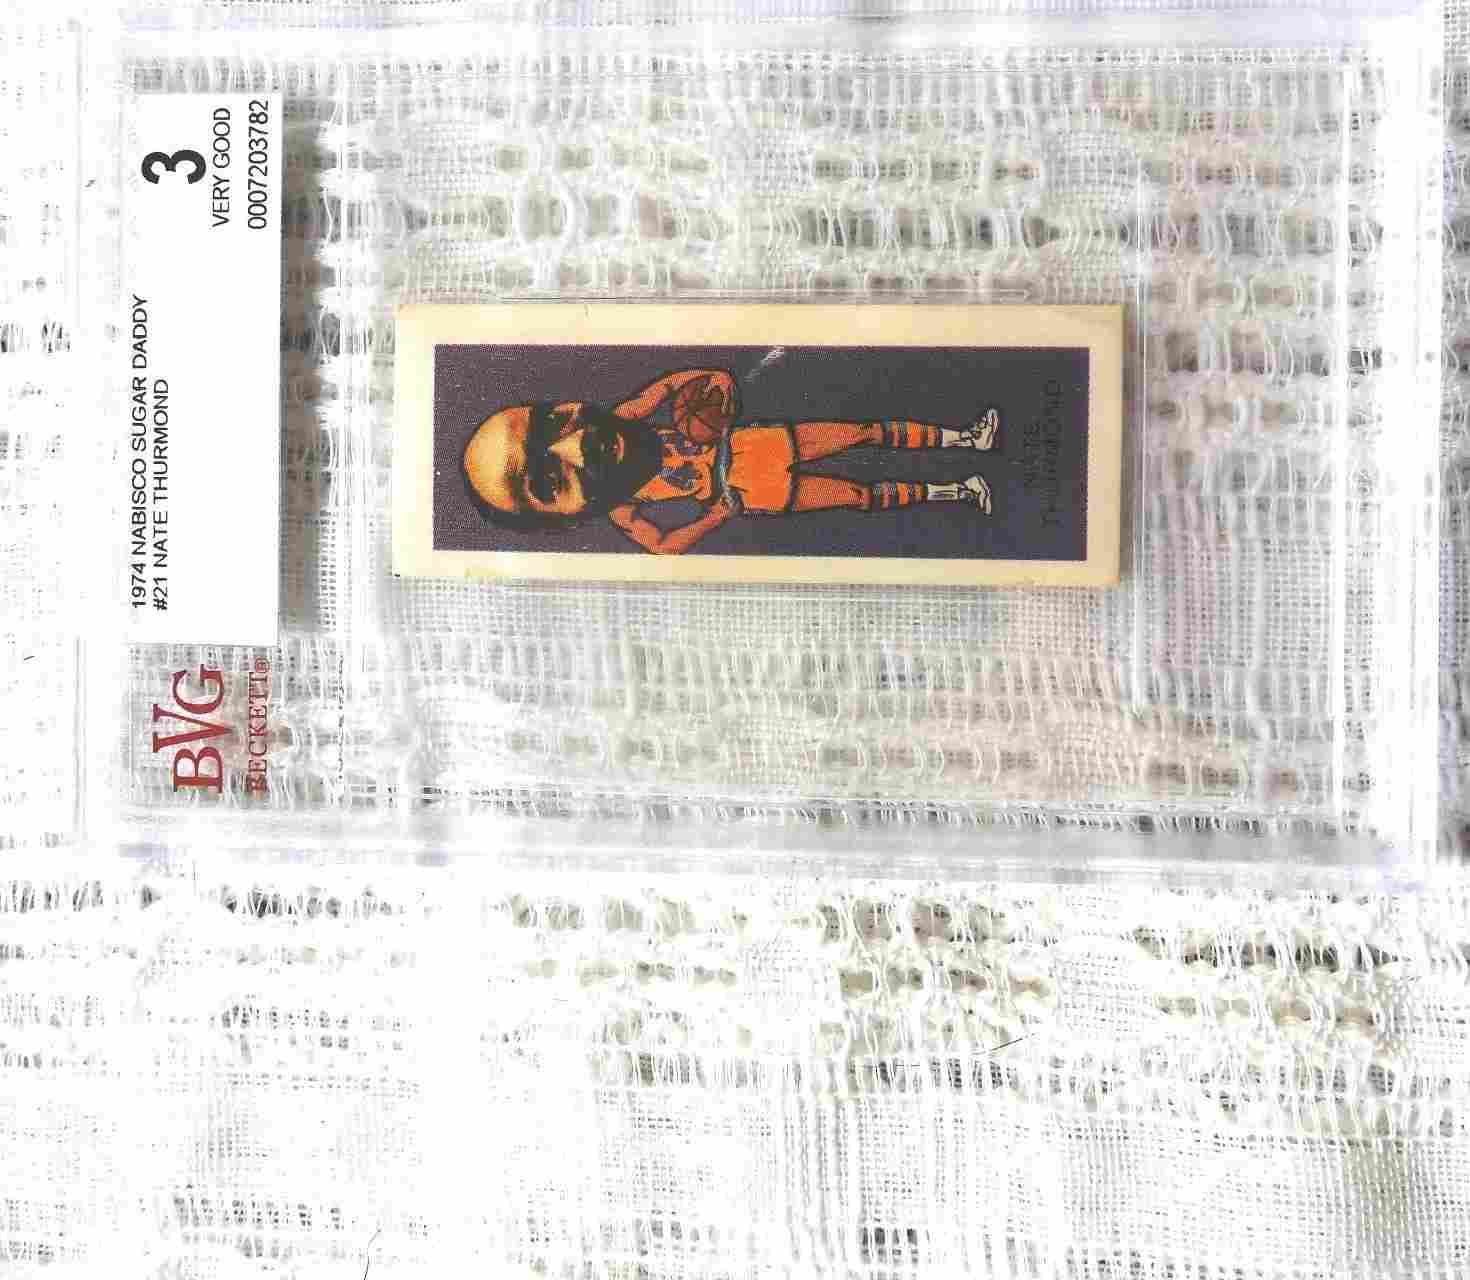 1974 NABISCO SUGAR DADDY
#21 NATE THURMOND
3
VERY GOOD
0007203782
BVG
BECKETT®
NATE
THURMOND